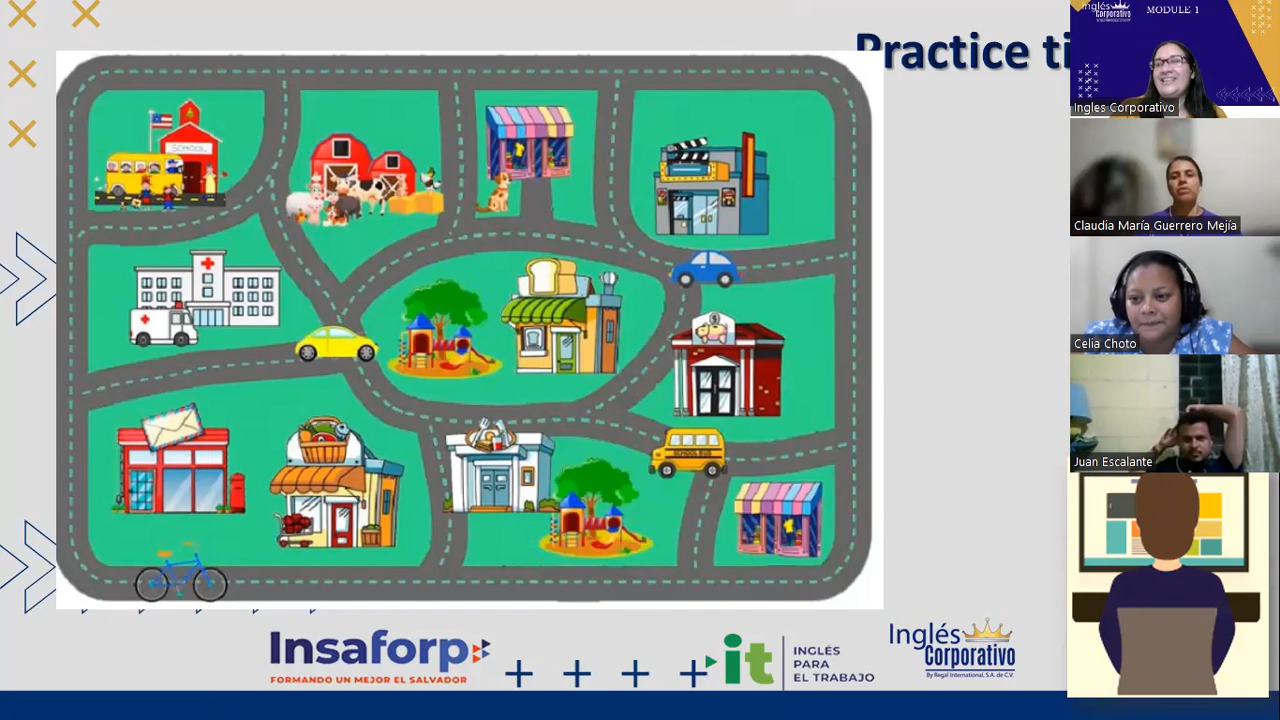 Practice ti
SCHOOL
SCHOOL BUS
Insaforp
FORMANDO UN MEJOR EL SALVADOR
it
INGLÉS
PARA
EL TRABAJO
Inglés
Corporativo
By Regal International, S.A. de C.V.
Inglés
Corporativo
MODULE 1
Ingles Corporativo
Claudia María Guerrero Mejía
Celia Choto
Juan Escalante